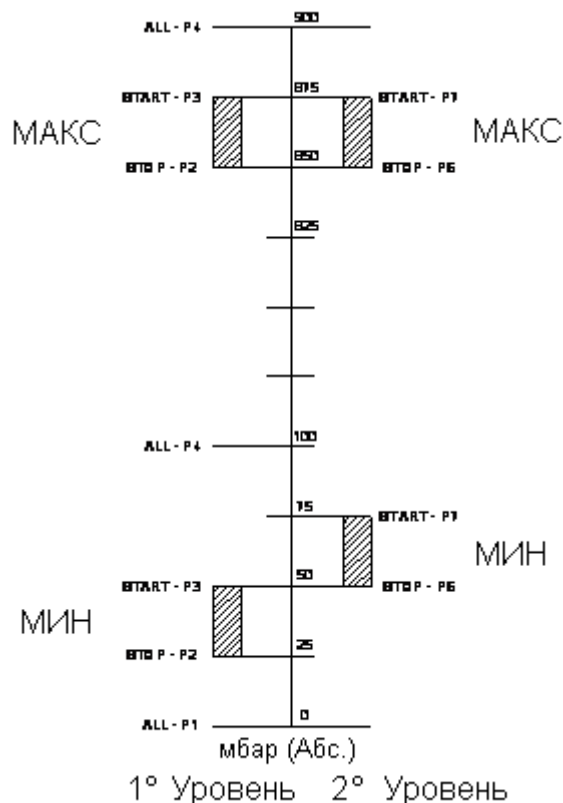 ALL - P4 900
START - P3 875 START - P7
МАКС МАКС
STOP - P2 850 STOP - P6
825
ALL - P4 100
75 START - P7
МИН
START - P3 50 STOP - P6
МИН
STOP - P2 25
ALL - P1 0
мбар (Абс.)
1° Уровень 2° Уровень